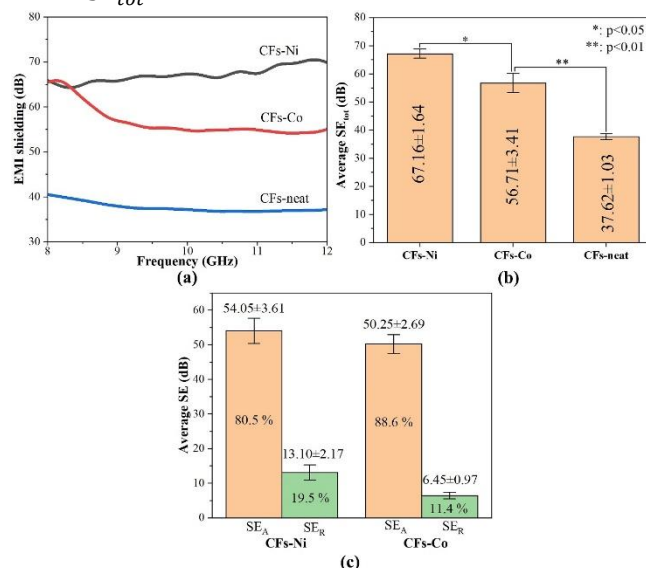 tot
EMI shielding (dB)
80
70
60
50
40
30
8
9
10
11
12
CFs-Ni
CFs-Co
CFs-neat
Frequency (GHz)
(a)
Average SEtot (dB)
80
70
60
50
40
30
20
10
0
*: p<0.05
**: p<0.01
*
**
67.16±1.64
56.71±3.41
37.62±1.03
CFs-Ni
CFs-Co
CFs-neat
(b)
Average SE (dB)
60
50
40
30
20
10
0
54.05±3.61
50.25±2.69
80.5 %
88.6 %
13.10±2.17
6.45±0.97
19.5 %
11.4 %
SEA
SER
SEA
SER
CFs-Ni
CFs-Co
(c)